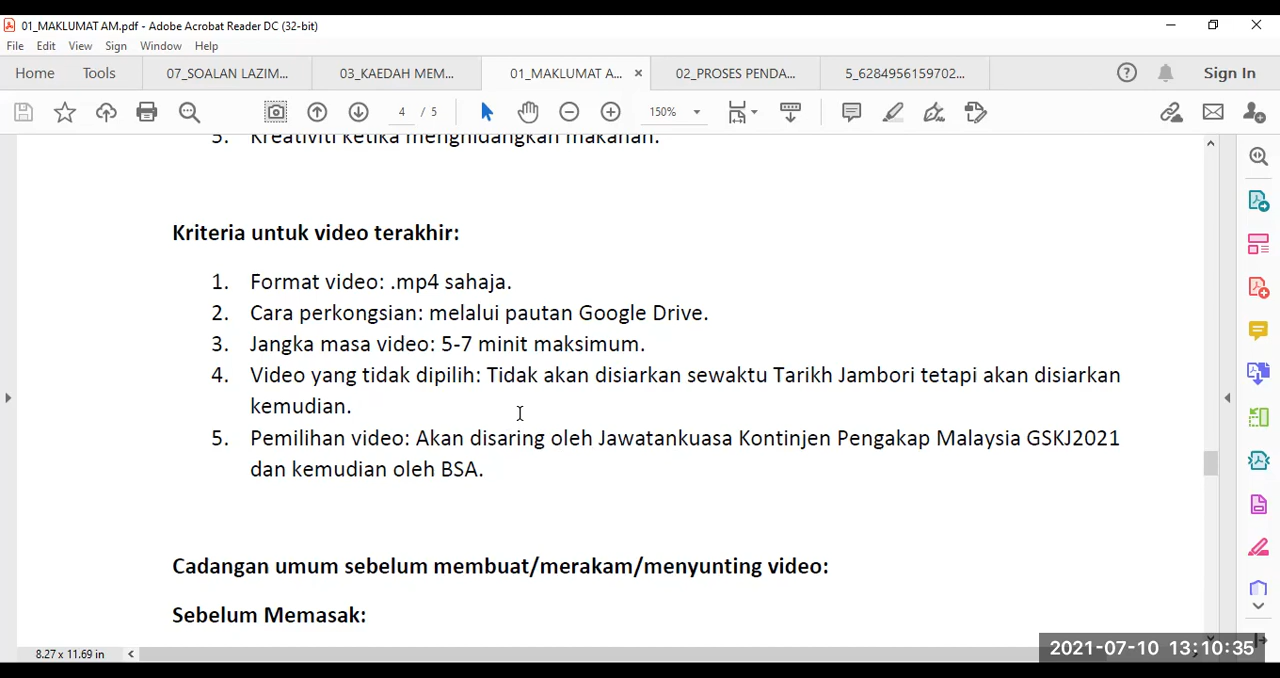 01_MAKLUMAT AM.pdf - Adobe Acrobat Reader DC (32-bit)
File Edit View Sign Window Help
Home Tools 07_SOALAN LAZIM... 03_KAEDAH MEM... 01_MAKLUMAT A... × 02_PROSES PENDA... 5_6284956159702... Sign In
4 / 5 150%
3. Kreativiti ketika menghidangkan makanan.
Kriteria untuk video terakhir:
1. Format video: .mp4 sahaja.
2. Cara perkongsian: melalui pautan Google Drive.
3. Jangka masa video: 5-7 minit maksimum.
4. Video yang tidak dipilih: Tidak akan disiarkan sewaktu Tarikh Jambori tetapi akan disiarkan
kemudian.
5. Pemilihan video: Akan disaring oleh Jawatankuasa Kontinjen Pengakap Malaysia GSKJ2021
dan kemudian oleh BSA.
Cadangan umum sebelum membuat/merakam/menyunting video:
Sebelum Memasak:
8.27 x 11.69 in
2021-07-10 13:10:35